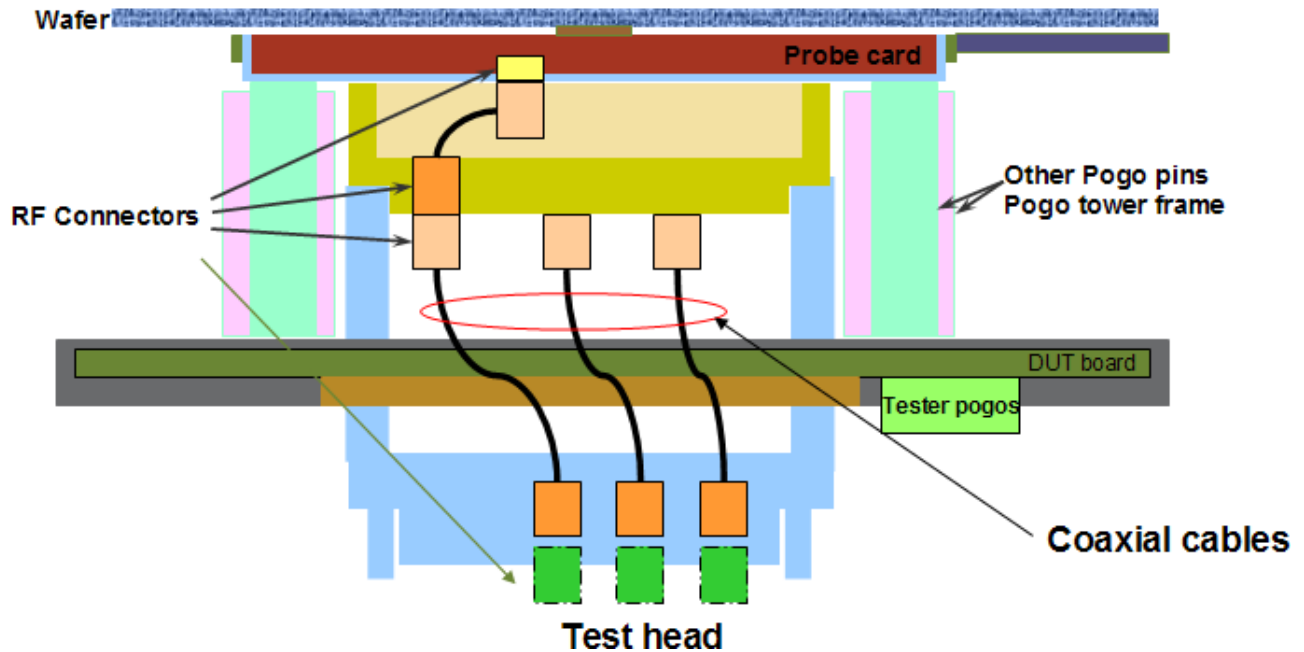 Wafer
Probe card
RF Connectors
Other Pogo pins
Pogo tower frame
DUT board
Tester pogos
Coaxial cables
Test head